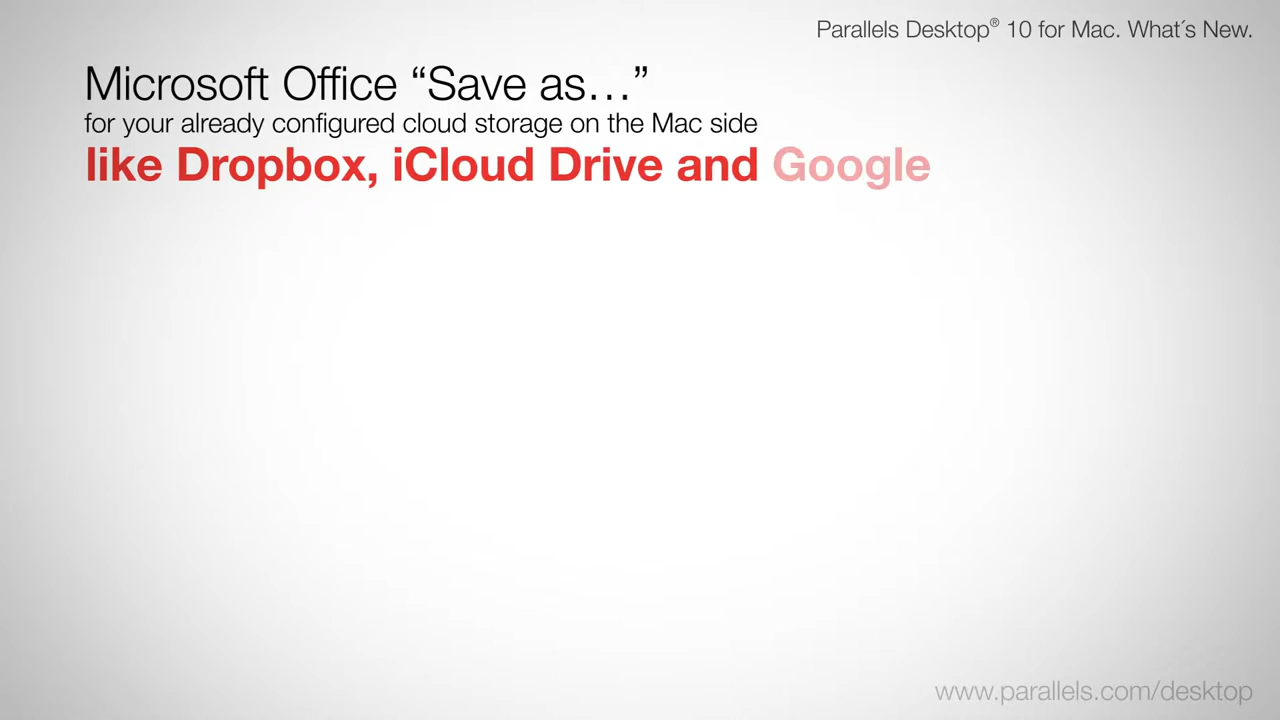 Parallels Desktop® 10 for Mac. What´s New.
Microsoft Office “Save as…”
for your already configured cloud storage on the Mac side
like Dropbox, iCloud Drive and Google
www.parallels.com/desktop